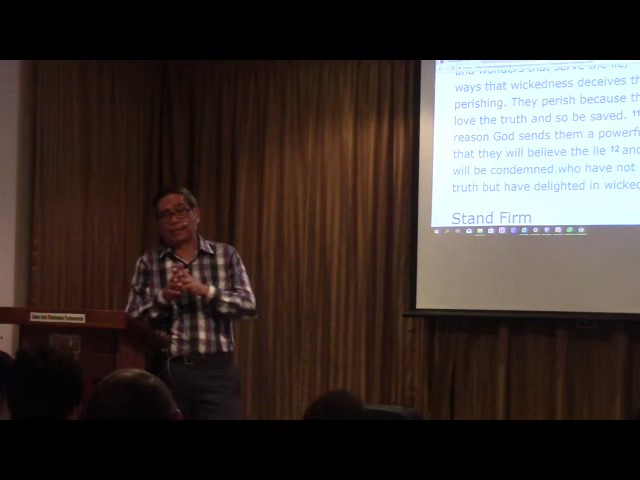 and wonders that serve the lie,
ways that wickedness deceives th
perishing. They perish because th
love the truth and so be saved. 11
reason God sends them a powerfu
that they will believe the lie 12 and
will be condemned who have not
truth but have delighted in wicked
Stand Firm